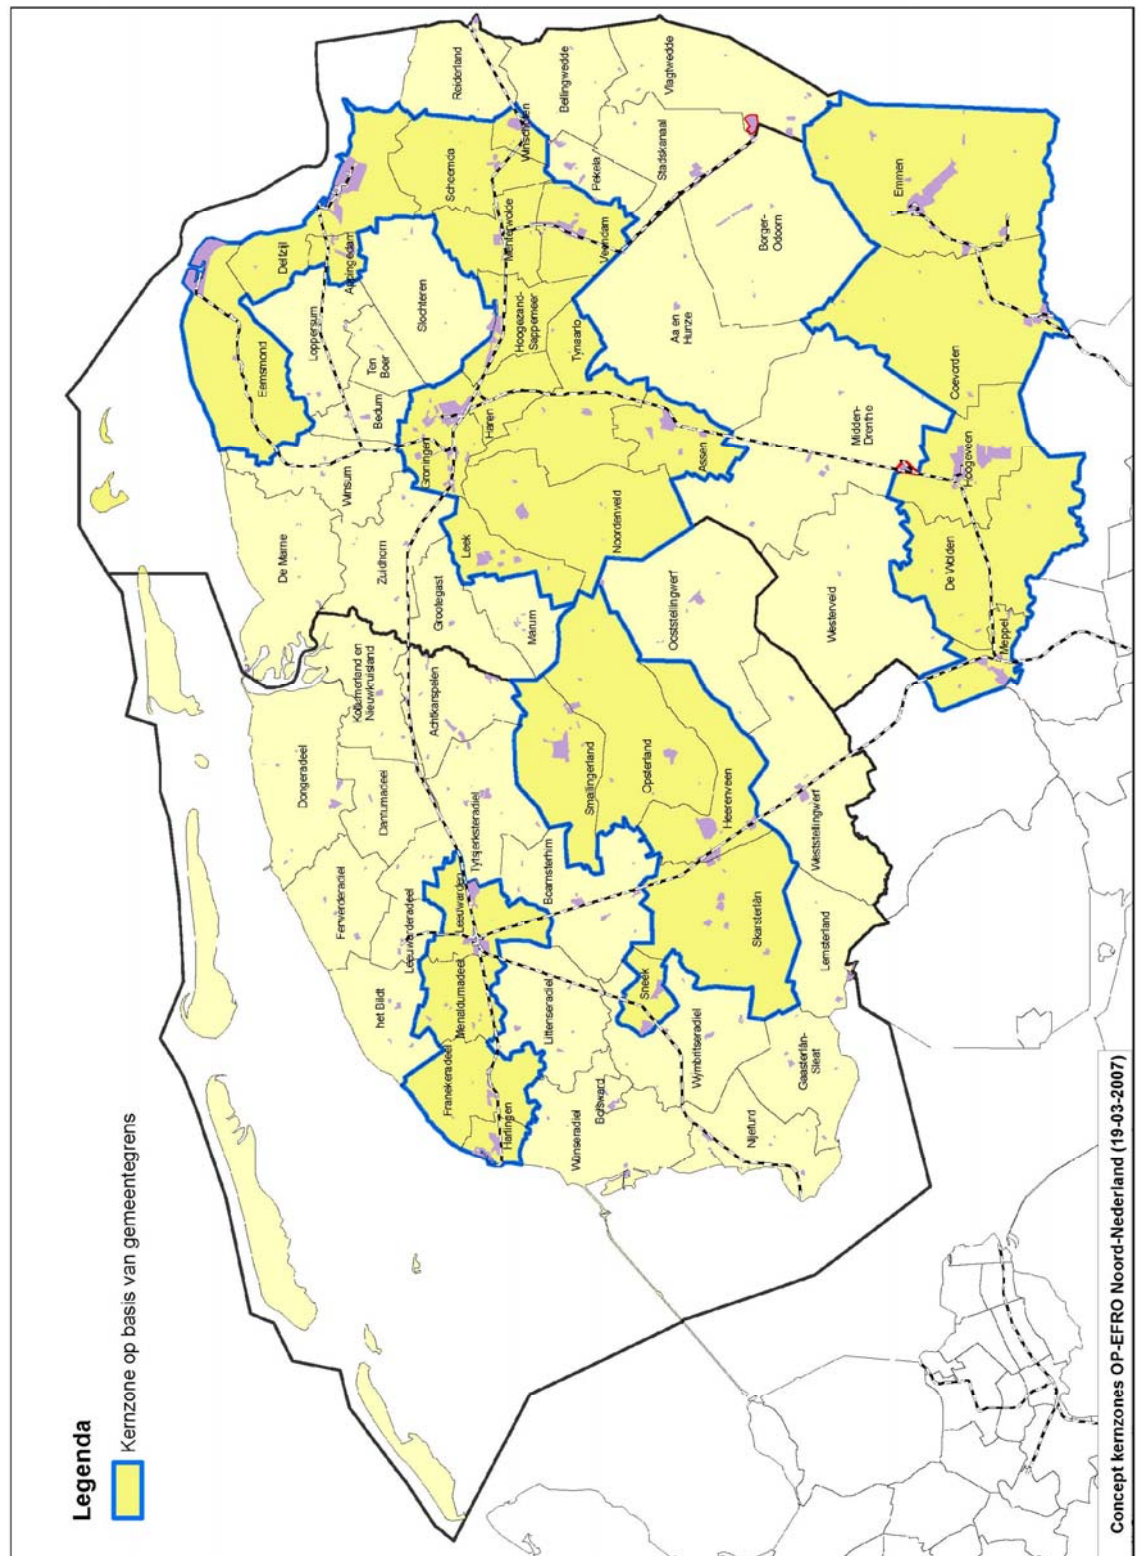 Legenda
Kernzone op basis van gemeentegrens
Reiderland
Bellingwedde
Vlagtwedde
Winschoten
Scheemda
Pekela
Stadskanaal
Menterwolde
Veendam
Delfzijl
Appingedam
Eemsmond
Loppersum
Slochteren
Ten
Boer
Bedum
Hoogezand-
Sappemeer
Tynaarlo
Aa en
Hunze
Borger-
Odoorn
Emmen
Coevorden
Haren
Groningen
Assen
Midden-
Drenthe
Hoogeveen
Winsum
De Marne
Zuidhorn
Leek
Noordenveld
Grootegast
Marum
Ooststellingwerf
Westerveld
De Wolden
Meppel
Kollumerland en
Nieuwkruisland
Achtkarspelen
Dongeradeel
Dantumadeel
Smallingerland
Opsterland
Heerenveen
Tytsjerksteradiel
Weststellingwerf
Ferwerderadiel
Leeuwarderadeel
Leeuwarden
Boarnsterhim
Skarsterlân
Lemsterland
het Bildt
Menaldumadeel
Littenseradiel
Sneek
Wymbritseradiel
Gaasterlân-
Sleat
Franekeradeel
Harlingen
Wûnseradiel
Bolsward
Nijefurd
Concept kernzones OP-EFRO Noord-Nederland (19-03-2007)